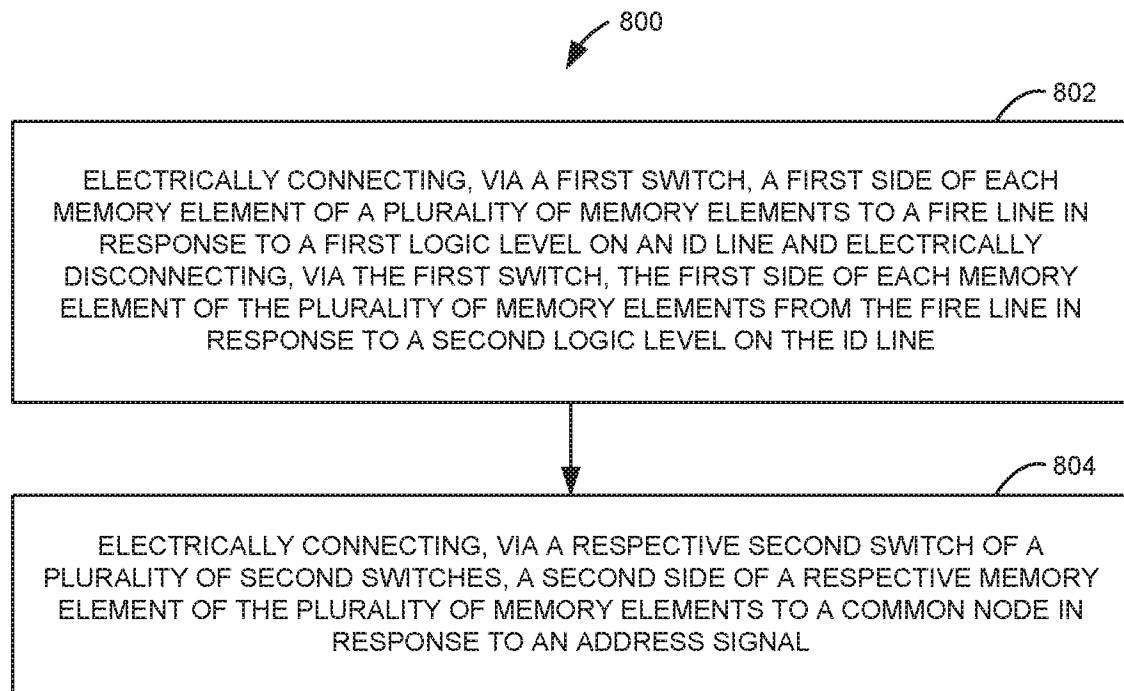 800
802
ELECTRICALLY CONNECTING, VIA A FIRST SWITCH, A FIRST SIDE OF EACH
MEMORY ELEMENT OF A PLURALITY OF MEMORY ELEMENTS TO A FIRE LINE IN
RESPONSE TO A FIRST LOGIC LEVEL ON AN ID LINE AND ELECTRICALLY
DISCONNECTING, VIA THE FIRST SWITCH, THE FIRST SIDE OF EACH MEMORY
ELEMENT OF THE PLURALITY OF MEMORY ELEMENTS FROM THE FIRE LINE IN
RESPONSE TO A SECOND LOGIC LEVEL ON THE ID LINE
804
ELECTRICALLY CONNECTING, VIA A RESPECTIVE SECOND SWITCH OF A
PLURALITY OF SECOND SWITCHES, A SECOND SIDE OF A RESPECTIVE MEMORY
ELEMENT OF THE PLURALITY OF MEMORY ELEMENTS TO A COMMON NODE IN
RESPONSE TO AN ADDRESS SIGNAL